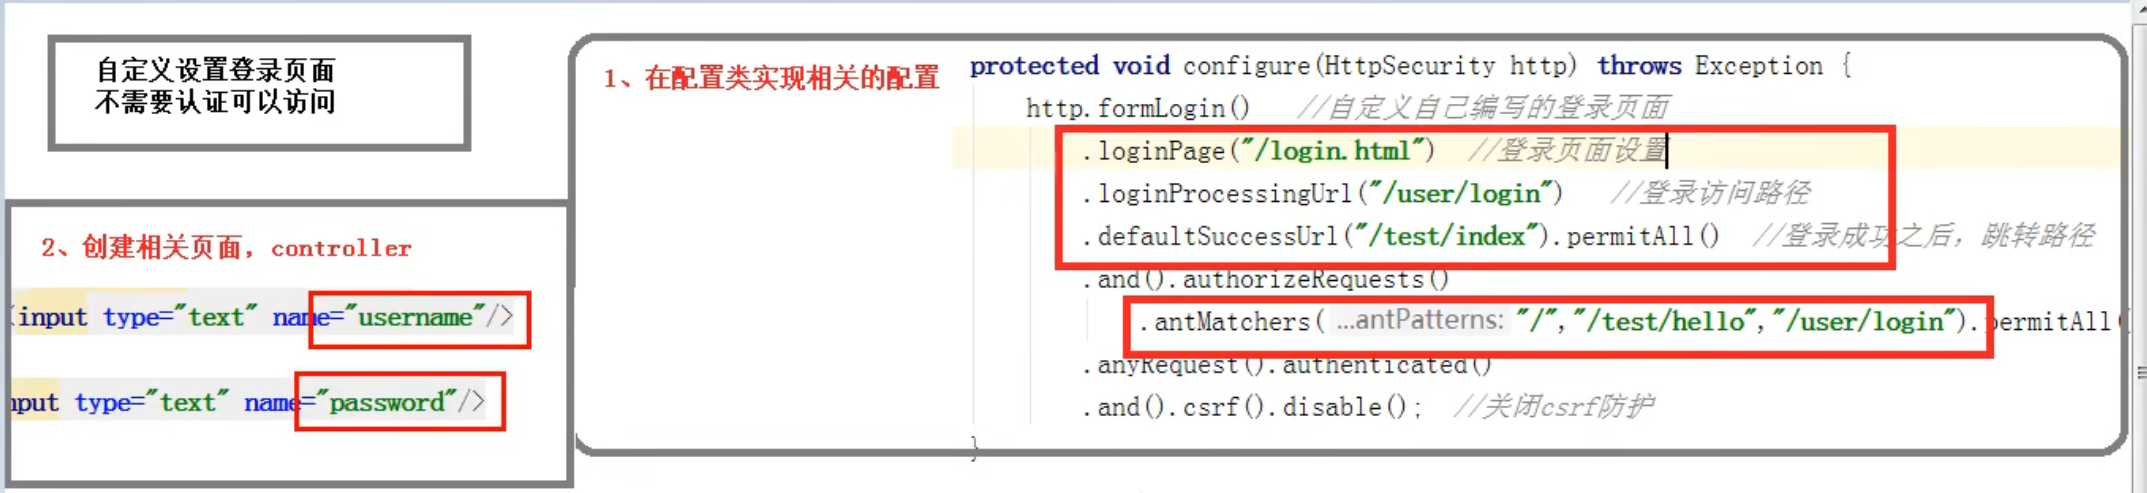 自定义设置登录页面
不需要认证可以访问
1、在配置类实现相关的配置
protected void configure(HttpSecurity http) throws Exception {
http.formLogin() //自定义自己编写的登录页面
.loginPage("/login.html") //登录页面设置
.loginProcessingUrl("/user/login") //登录访问路径
.defaultSuccessUrl("/test/index").permitAll() //登录成功之后，跳转路径
.and().authorizeRequests()
.antMatchers( ...antPatterns: "/","/test/hello","/user/login").permitAll(
.anyRequest().authenticated()
.and().csrf().disable(); //关闭csrf防护
}
2、创建相关页面，controller
<input type="text" name="username"/>
nput type="text" name="password"/>